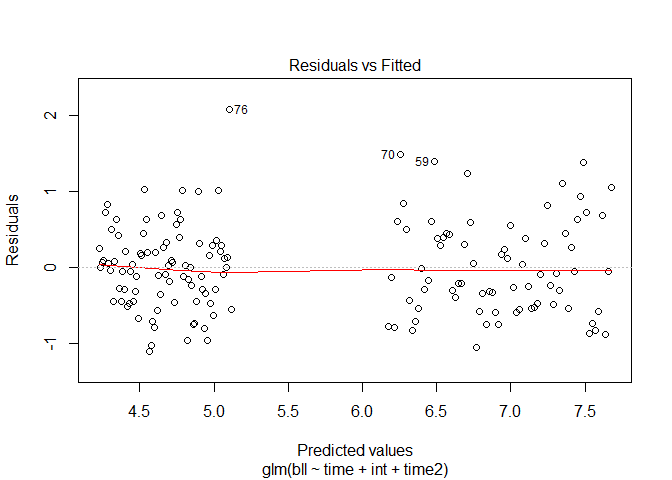 Residuals vs Fitted
Residuals
2
1
0
-1
76
70
59
4.5 5.0 5.5 6.0 6.5 7.0 7.5
Predicted values
glm(bll ~ time + int + time2)